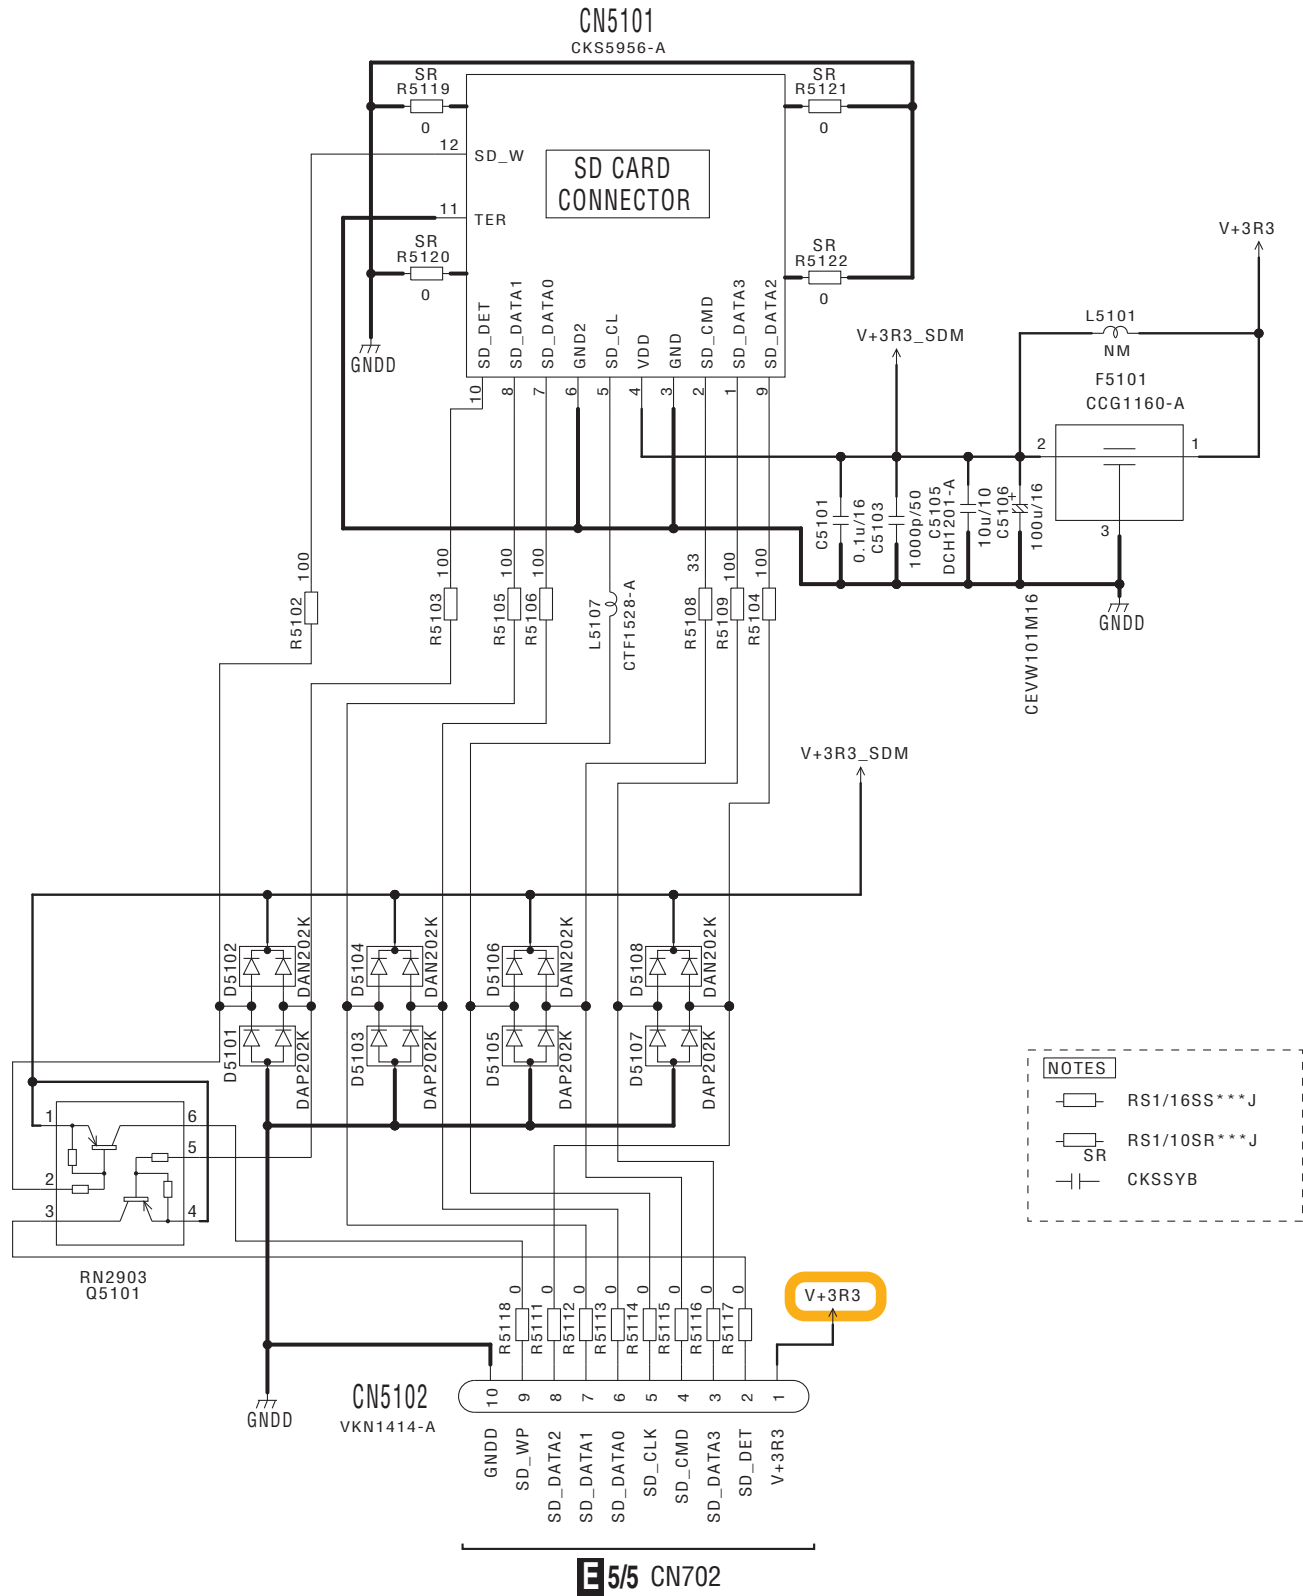 CN5101
CKS5956-A
SR
R5119
0
SR
R5121
0
12
SD_W
SD CARD
CONNECTOR
11
TER
SR
R5120
0
SR
R5122
0
GNDD
SD_DET
SD_DATA1
SD_DATA0
GND2
SD_CL
VDD
GND
SD_CMD
SD_DATA3
SD_DATA2
10
8
7
6
5
4
3
2
1
9
V+3R3
L5101
NM
V+3R3_SDM
F5101
CCG1160-A
2
1
3
C5101
0.1u/16
C5103
1000p/50
C5105
DCH1201-A
10u/10
C5106
+
100u/16
CEVW101M16
GNDD
R5102
100
R5103
100
R5105
100
R5106
100
L5107
CTF1528-A
R5108
33
R5109
100
R5104
100
V+3R3_SDM
D5102
DAN202K
D5104
DAN202K
D5106
DAN202K
D5108
DAN202K
D5101
DAP202K
D5103
DAP202K
D5105
DAP202K
D5107
DAP202K
1
6
5
2
3
4
RN2903
Q5101
NOTES
RS1/16SS***J
RS1/10SR***J
SR
CKSSYB
R5118
0
R5111
0
R5112
0
R5113
0
R5114
0
R5115
0
R5116
0
R5117
0
V+3R3
GNDD
CN5102
VKN1414-A
10
9
8
7
6
5
4
3
2
1
GNDD
SD_WP
SD_DATA2
SD_DATA1
SD_DATA0
SD_CLK
SD_CMD
SD_DATA3
SD_DET
V+3R3
E 5/5 CN702